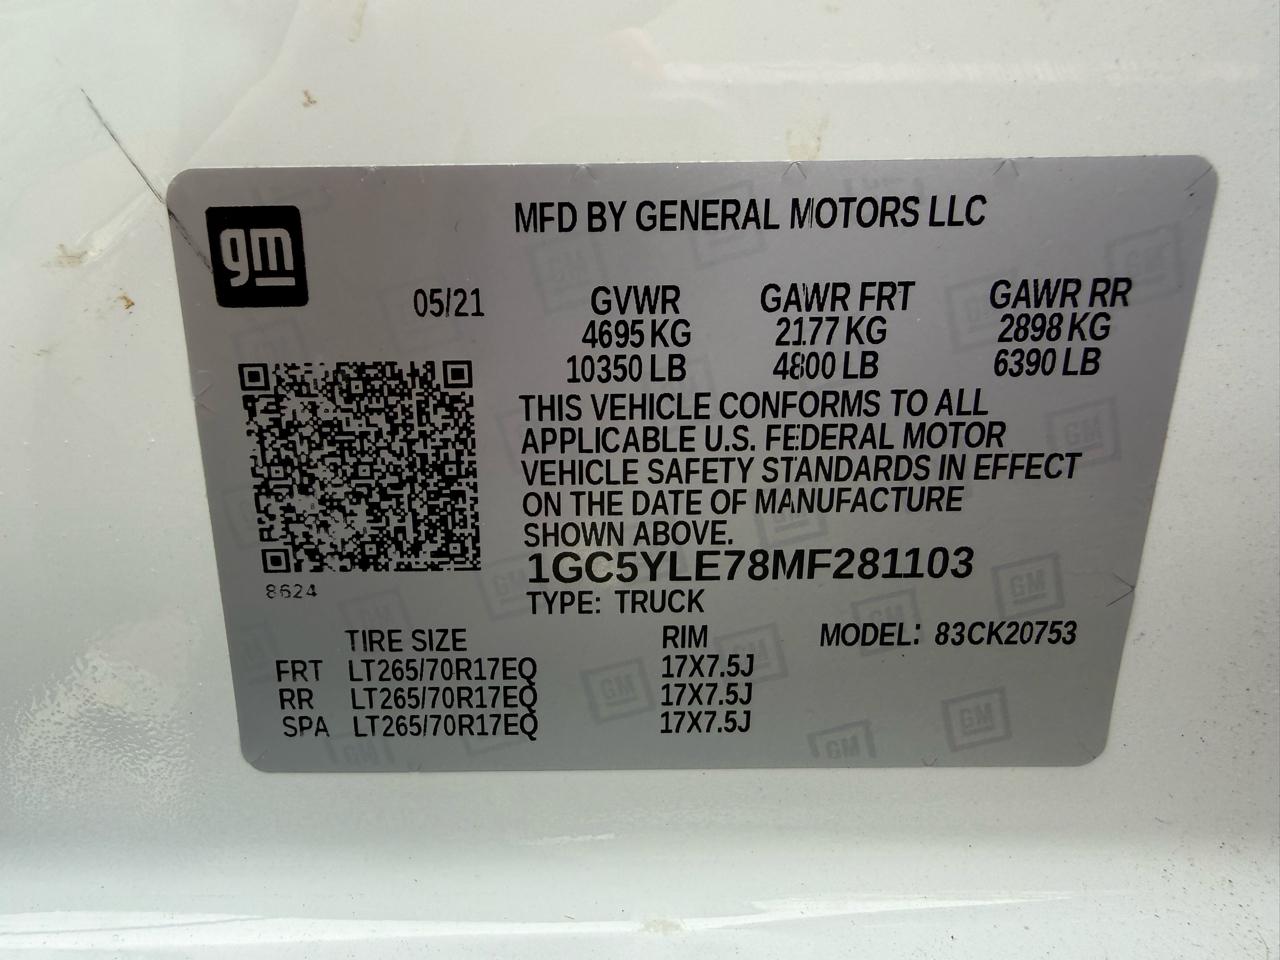 gm
MFD BY GENERAL MOTORS LLC
05/21 GVWR GAWR FRT GAWR RR
4695 KG 2177 KG 2898 KG
10350 LB 4800 LB 6390 LB
THIS VEHICLE CONFORMS TO ALL
APPLICABLE U.S. FEDERAL MOTOR
VEHICLE SAFETY STANDARDS IN EFFECT
ON THE DATE OF MANUFACTURE
SHOWN ABOVE.
8624
1GC5YLE78MF281103
TYPE: TRUCK
TIRE SIZE RIM MODEL: 83CK20753
FRT LT265/70R17EQ 17X7.5J
RR LT265/70R17EQ 17X7.5J
SPA LT265/70R17EQ 17X7.5J